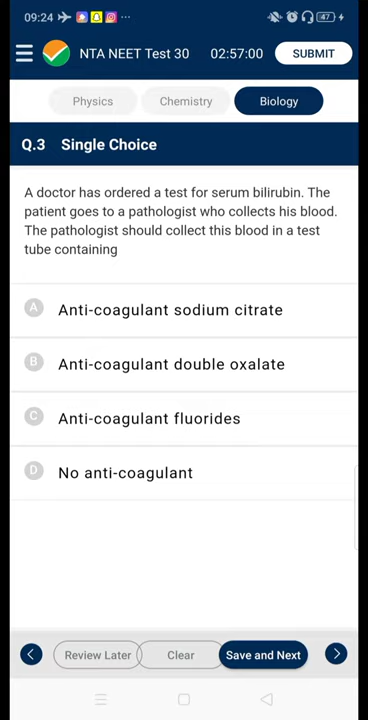 09:24 ... 47
NTA NEET Test 30 02:57:00 SUBMIT
Physics Chemistry Biology
Q.3 Single Choice
A doctor has ordered a test for serum bilirubin. The
patient goes to a pathologist who collects his blood.
The pathologist should collect this blood in a test
tube containing
A Anti-coagulant sodium citrate
B Anti-coagulant double oxalate
C Anti-coagulant fluorides
D No anti-coagulant
Review Later Clear Save and Next